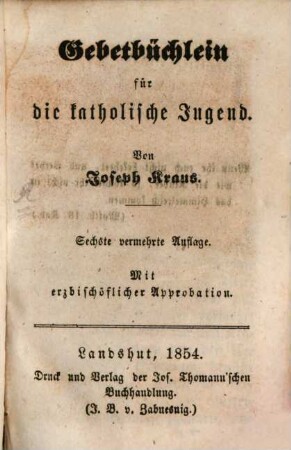 Gebetbüchlein
für
die katholische Jugend.
Von
Joseph Kraus.
Sechste vermehrte Auflage.
Mit
erzbischöflicher Approbation.
Landshut, 1854.
Druck und Verlag der Jos. Thomann'schen
Buchhandlung.
(J. B. v. Zabuesnig.)